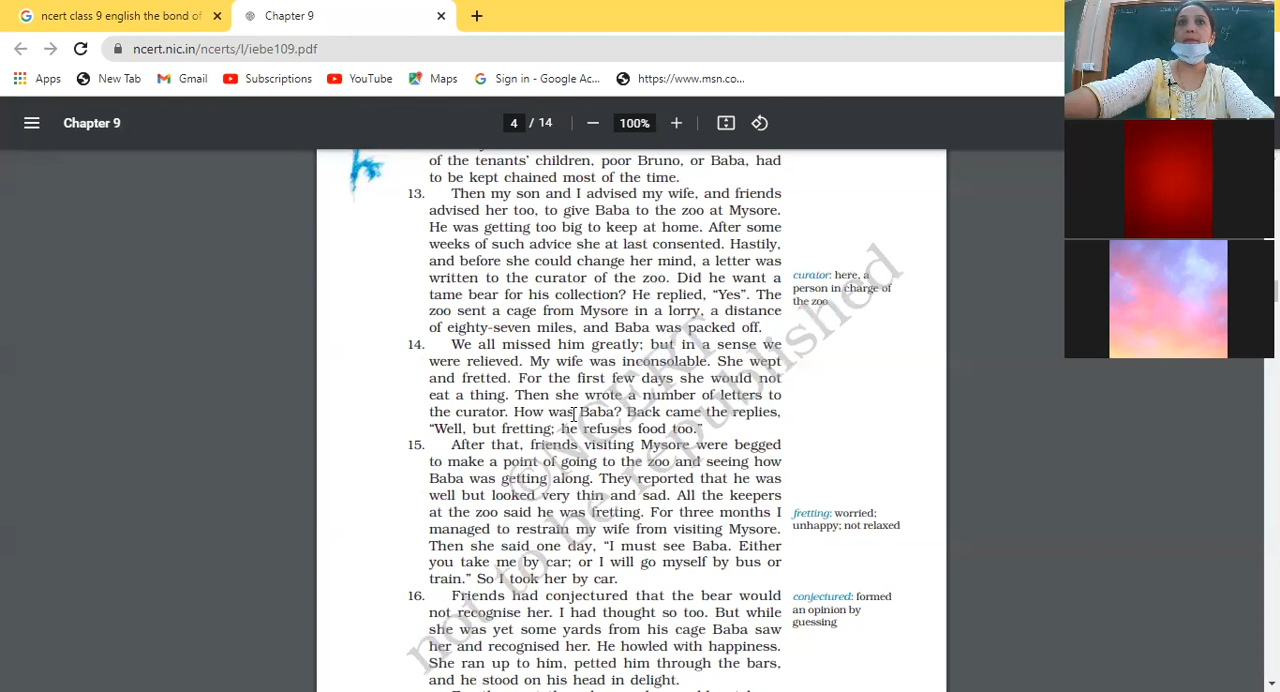 ncert class 9 english the bond of
Chapter 9
ncert.nic.in/ncerts/l/iebe109.pdf
Apps
New Tab
Gmail
Subscriptions
YouTube
Maps
Sign in - Google Ac...
https://www.msn.co...
Chapter 9
4 / 14
100%
of the tenants' children, poor Bruno, or Baba, had
to be kept chained most of the time.
13. Then my son and I advised my wife, and friends
advised her too, to give Baba to the zoo at Mysore.
He was getting too big to keep at home. After some
weeks of such advice she at last consented. Hastily,
and before she could change her mind, a letter was
written to the curator of the zoo. Did he want a
tame bear for his collection? He replied, “Yes”. The
zoo sent a cage from Mysore in a lorry, a distance
of eighty-seven miles, and Baba was packed off.
curator: here, a
person in charge of
the zoo
14. We all missed him greatly; but in a sense we
were relieved. My wife was inconsolable. She wept
and fretted. For the first few days she would not
eat a thing. Then she wrote a number of letters to
the curator. How was Baba? Back came the replies,
“Well, but fretting; he refuses food too.”
15. After that, friends visiting Mysore were begged
to make a point of going to the zoo and seeing how
Baba was getting along. They reported that he was
well but looked very thin and sad. All the keepers
at the zoo said he was fretting. For three months I
managed to restrain my wife from visiting Mysore.
Then she said one day, “I must see Baba. Either
you take me by car; or I will go myself by bus or
train.” So I took her by car.
fretting: worried;
unhappy; not relaxed
16. Friends had conjectured that the bear would
not recognise her. I had thought so too. But while
she was yet some yards from his cage Baba saw
her and recognised her. He howled with happiness.
She ran up to him, petted him through the bars,
and he stood on his head in delight.
conjectured: formed
an opinion by
guessing
©NCERT
not to be republished